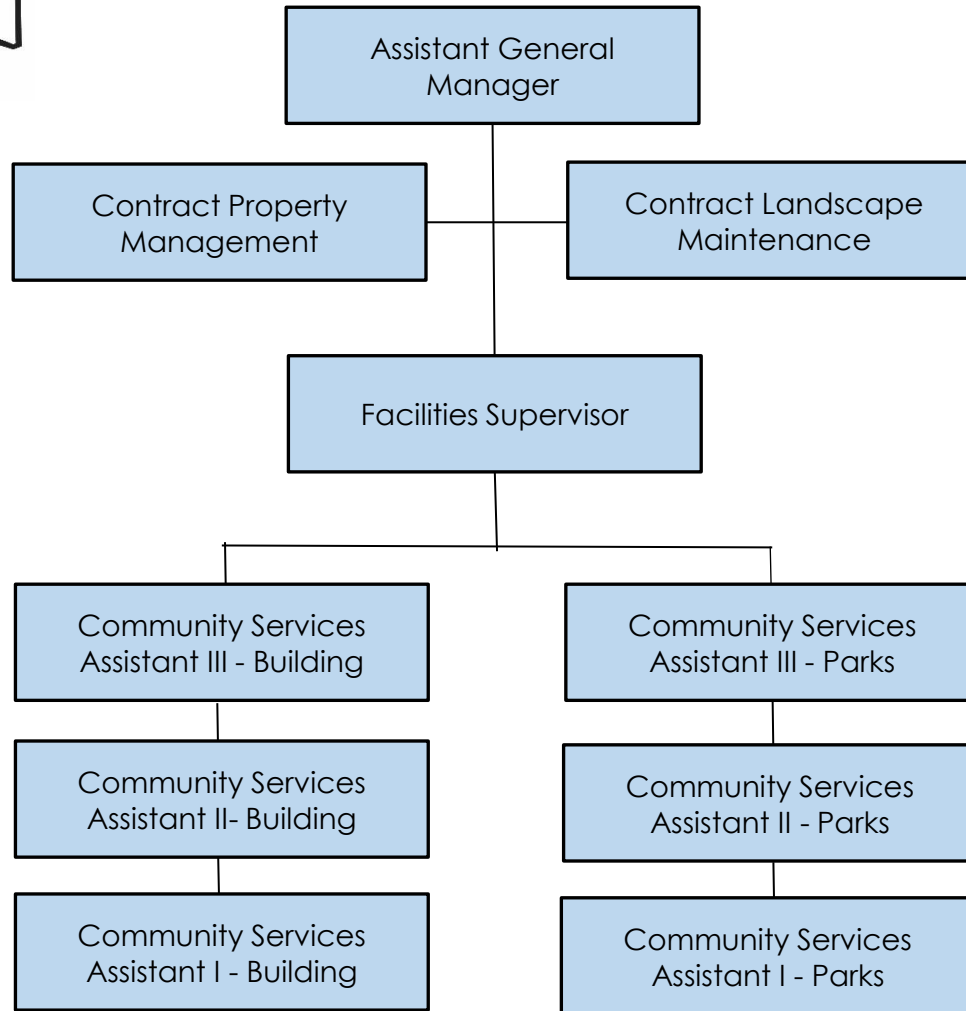 Assistant General
Manager
Contract Property
Management
Contract Landscape
Maintenance
Facilities Supervisor
Community Services
Assistant III - Building
Community Services
Assistant III - Parks
Community Services
Assistant II- Building
Community Services
Assistant II - Parks
Community Services
Assistant I - Building
Community Services
Assistant I - Parks